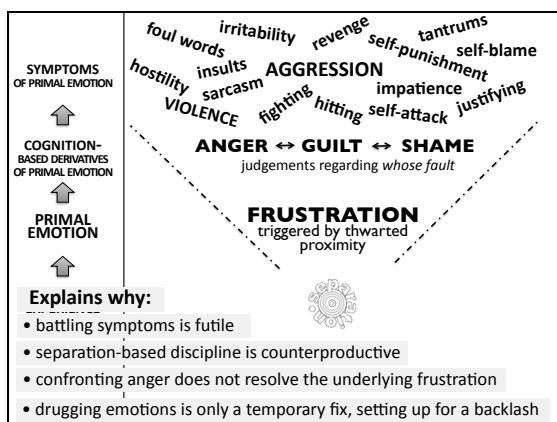 foul words
irritability
revenge
tantrums
self-punishment
self-blame
hostility
insults
AGGRESSION
sarcasm
impatience
VIOLENCE
fighting
hitting
self-attack
justifying
SYMPTOMS
OF PRIMAL EMOTION
COGNITION-
BASED DERIVATIVES
OF PRIMAL EMOTION
ANGER ↔ GUILT ↔ SHAME
judgements regarding whose fault
PRIMAL
EMOTION
FRUSTRATION
triggered by thwarted
proximity
separation
Explains why:
• battling symptoms is futile
• separation-based discipline is counterproductive
• confronting anger does not resolve the underlying frustration
• drugging emotions is only a temporary fix, setting up for a backlash